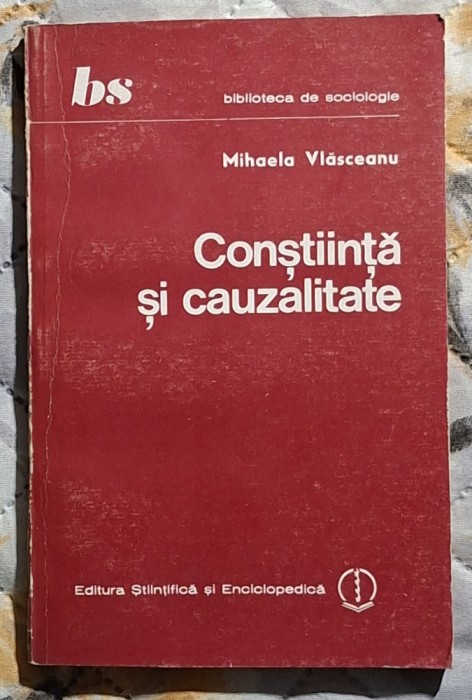 bs
biblioteca de sociologie
Mihaela Vlăsceanu
Conștiință
și cauzalitate
Editura Științifică și Enciclopedică